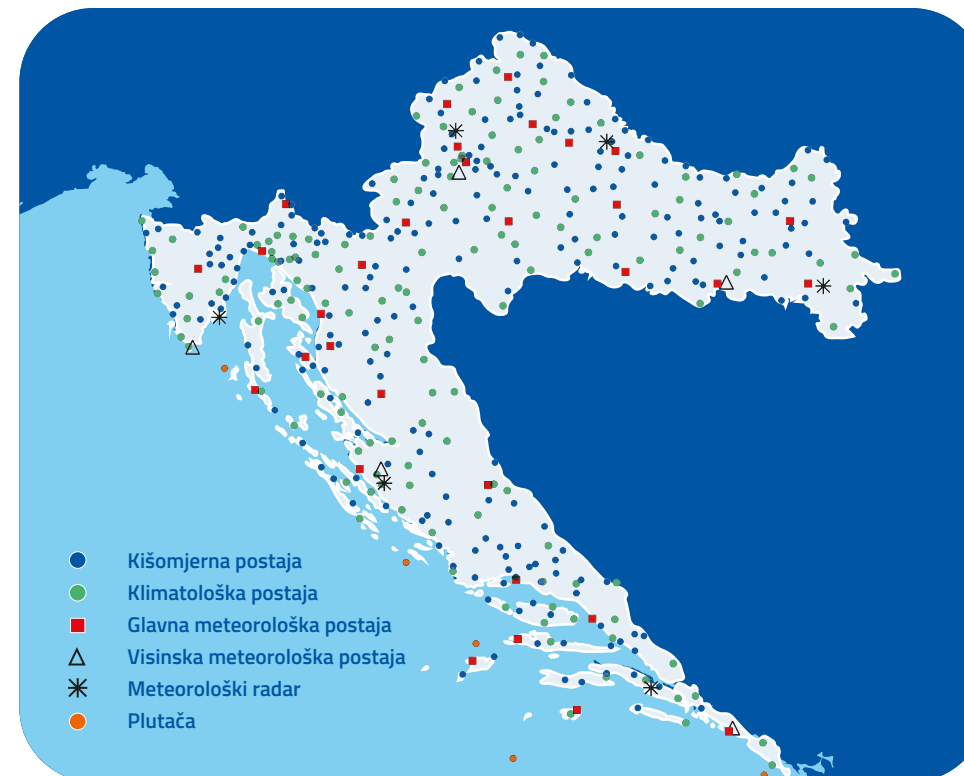 Kišomjerna postaja
Klimatološka postaja
Glavna meteorološka postaja
Visinska meteorološka postaja
Meteorološki radar
Plutača